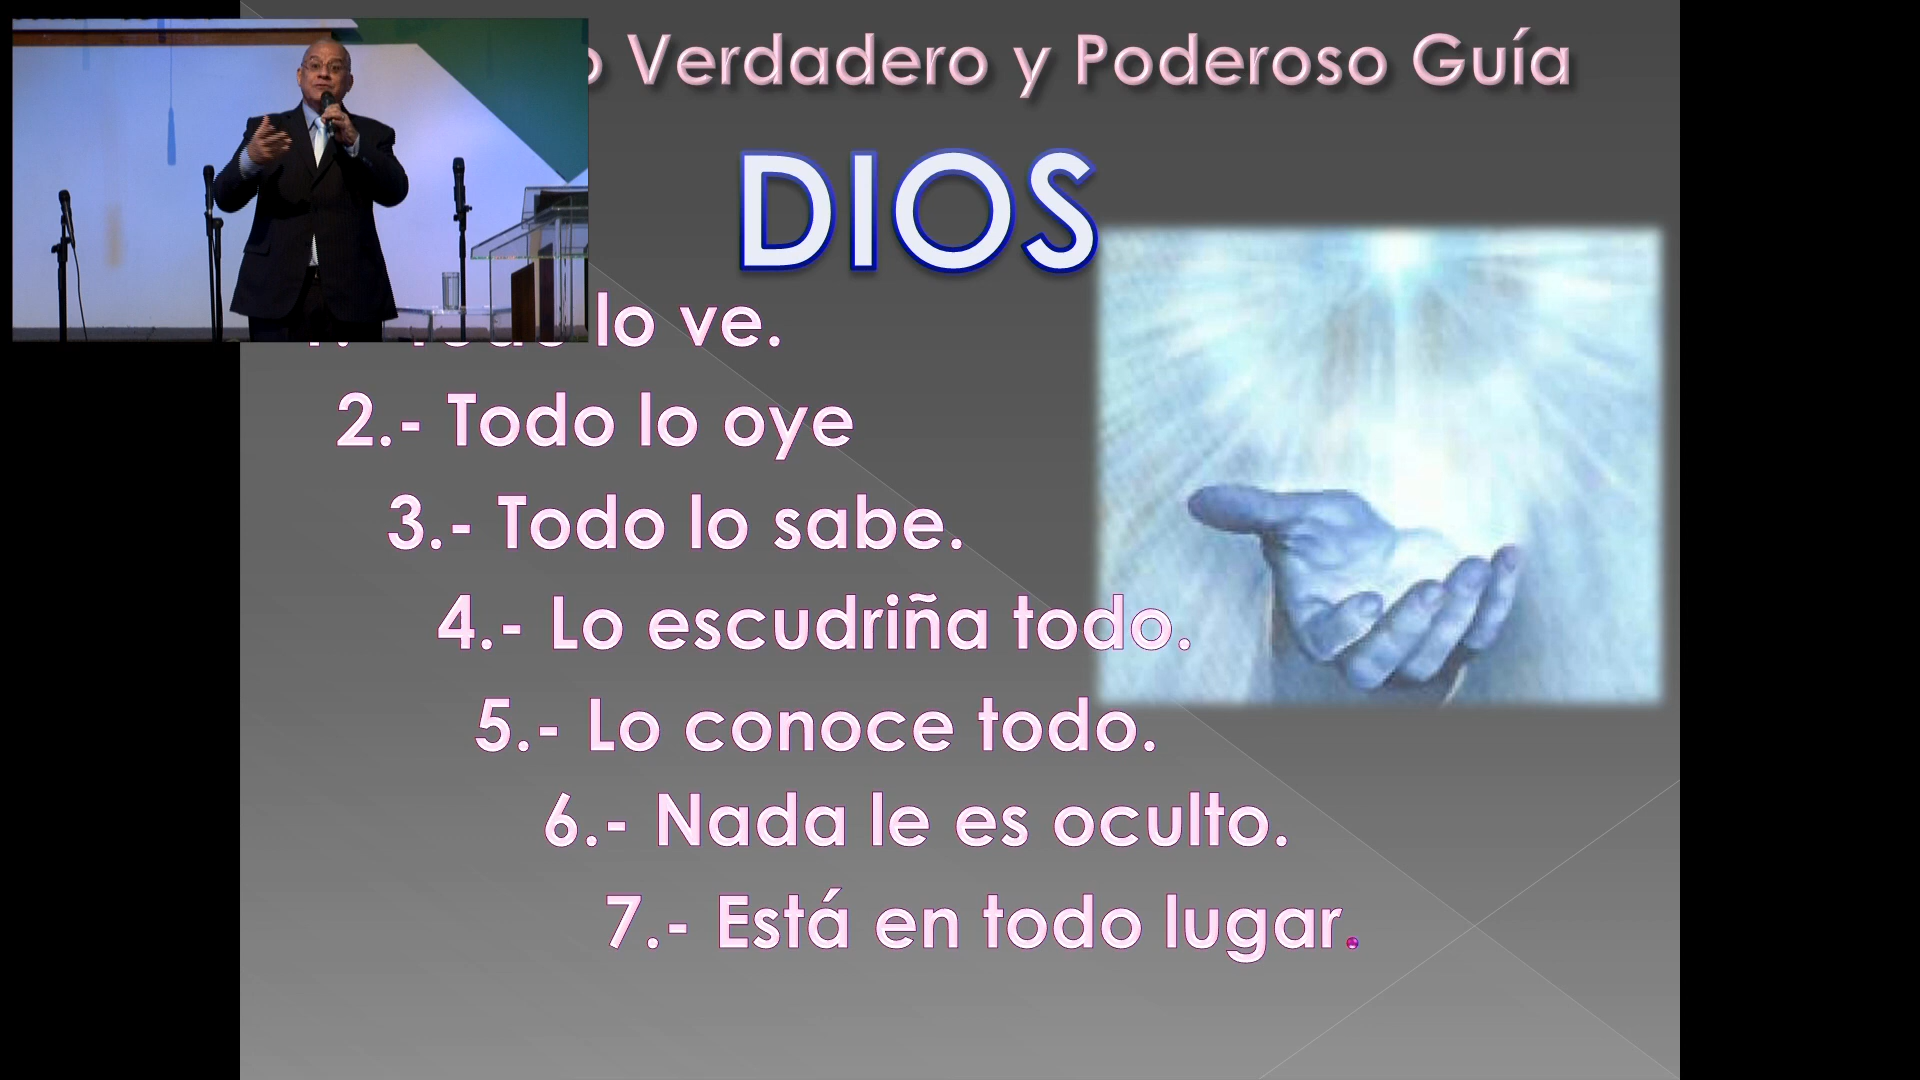 Verdadero y Poderoso Guía
DIOS
lo ve.
2.- Todo lo oye
3.- Todo lo sabe.
4.- Lo escudriña todo.
5.- Lo conoce todo.
6.- Nada le es oculto.
7.- Está en todo lugar.